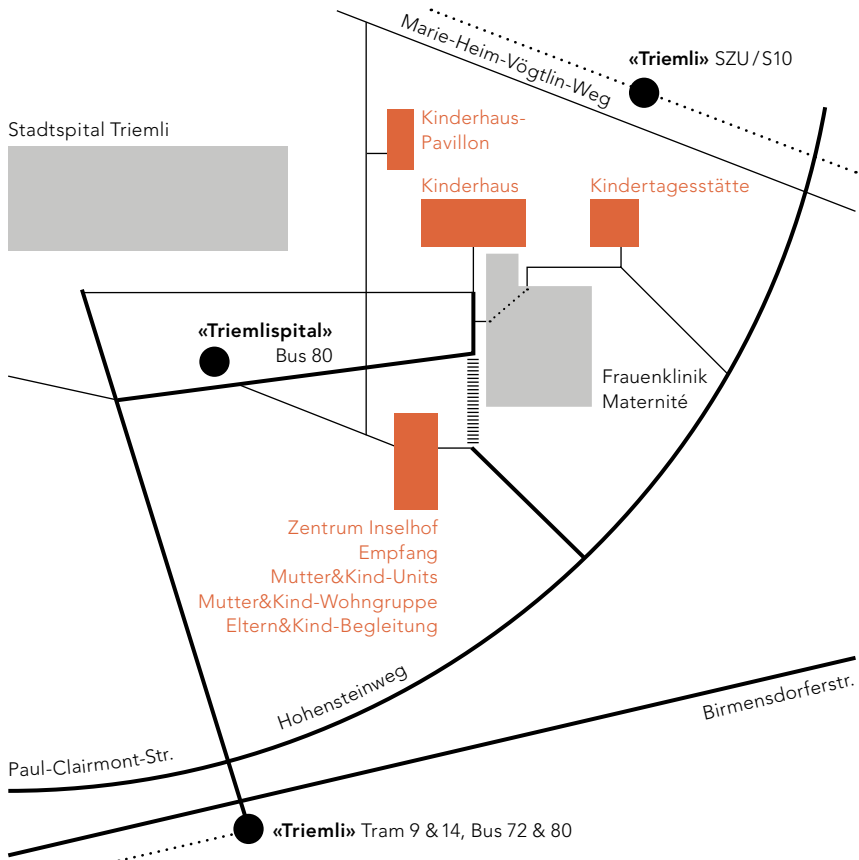 Marie-Heim-Vögtlin-Weg
«Triemli» SZU/S10
Stadtspital Triemli
Kinderhaus-
Pavillon
Kinderhaus
Kindertagesstätte
«Triemlispital»
Bus 80
Frauenklinik
Maternité
Zentrum Inselhof
Empfang
Mutter&Kind-Units
Mutter&Kind-Wohngruppe
Eltern&Kind-Begleitung
Hohensteinweg
Birmensdorferstr.
Paul-Clairmont-Str.
«Triemli» Tram 9 & 14, Bus 72 & 80